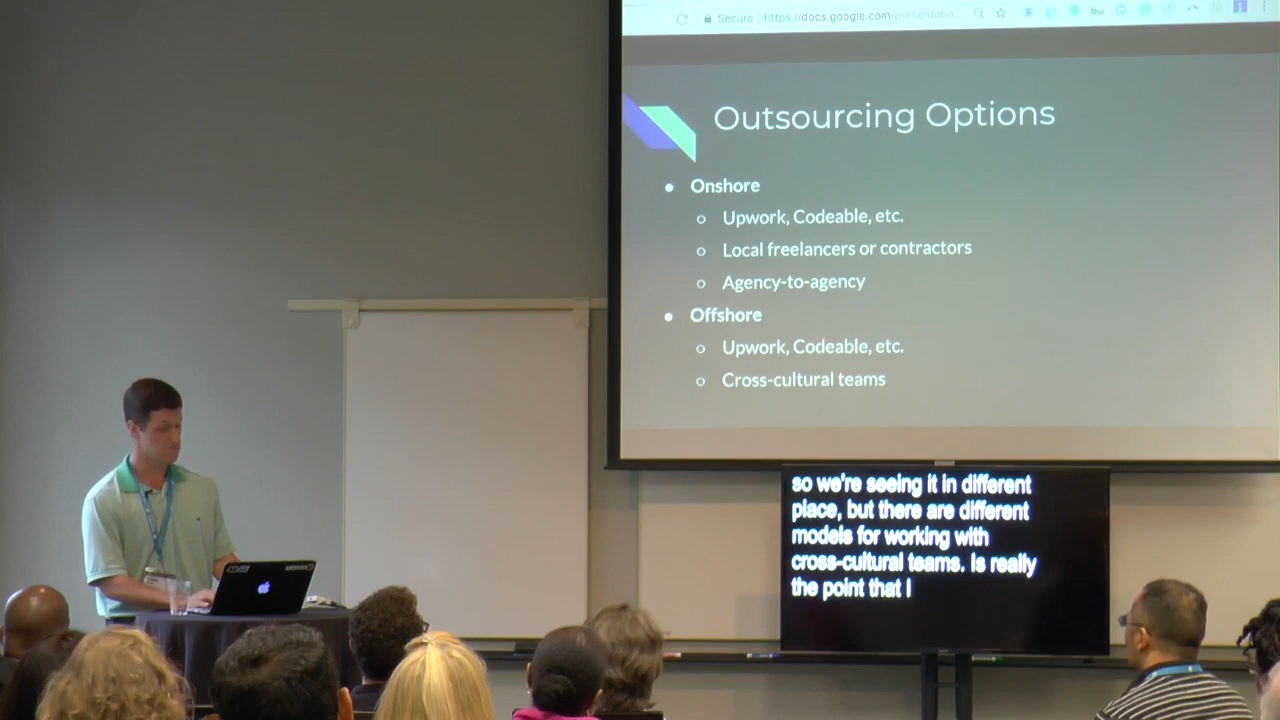 Secure https://docs.google.com/presentatio...
Outsourcing Options
Onshore
Upwork, Codeable, etc.
Local freelancers or contractors
Agency-to-agency
Offshore
Upwork, Codeable, etc.
Cross-cultural teams
so we're seeing it in different
place, but there are different
models for working with
cross-cultural teams. Is really
the point that I